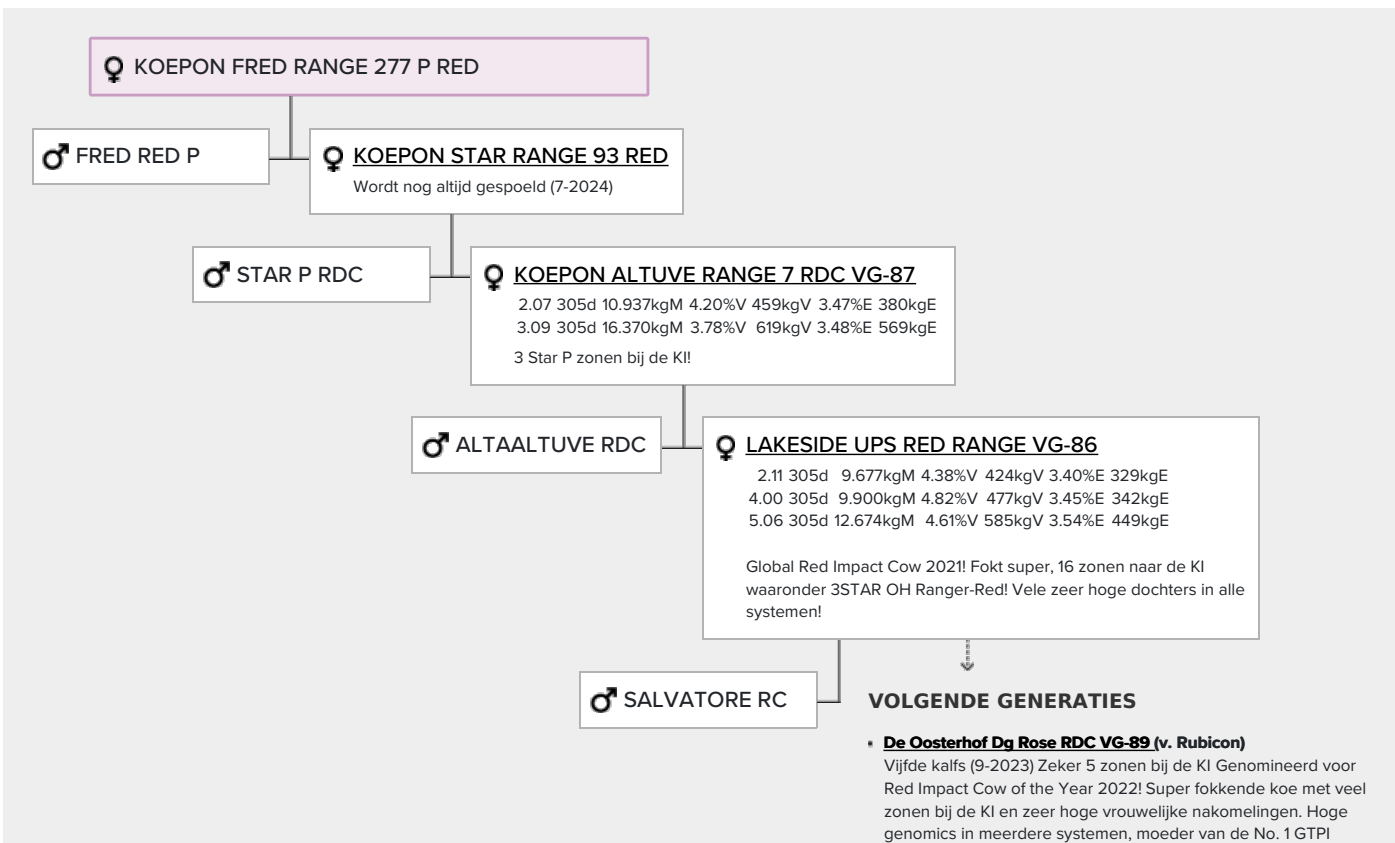 KOEPON FRED RANGE 277 P RED
FRED RED P
KOEPON STAR RANGE 93 RED
Wordt nog altijd gespoeld (7-2024)
STAR P RDC
KOEPON ALTUVE RANGE 7 RDC VG-87
2.07 305d 10.937kgM 4.20%V 459kgV 3.47%E 380kgE
3.09 305d 16.370kgM 3.78%V 619kgV 3.48%E 569kgE
3 Star P zonen bij de KI!
ALTAALTUVE RDC
LAKESIDE UPS RED RANGE VG-86
2.11 305d 9.677kgM 4.38%V 424kgV 3.40%E 329kgE
4.00 305d 9.900kgM 4.82%V 477kgV 3.45%E 342kgE
5.06 305d 12.674kgM 4.61%V 585kgV 3.54%E 449kgE
Global Red Impact Cow 2021! Fokt super, 16 zonen naar de KI
waaronder 3STAR OH Ranger-Red! Vele zeer hoge dochters in alle
systemen!
SALVATORE RC
VOLGENDE GENERATIES
De Oosterhof Dg Rose RDC VG-89 (v. Rubicon)
Vijfde kalfs (9-2023) Zeker 5 zonen bij de KI Genomineerd voor
Red Impact Cow of the Year 2022! Super fokkende koe met veel
zonen bij de KI en zeer hoge vrouwelijke nakomelingen. Hoge
genomics in meerdere systemen, moeder van de No. 1 GTPI